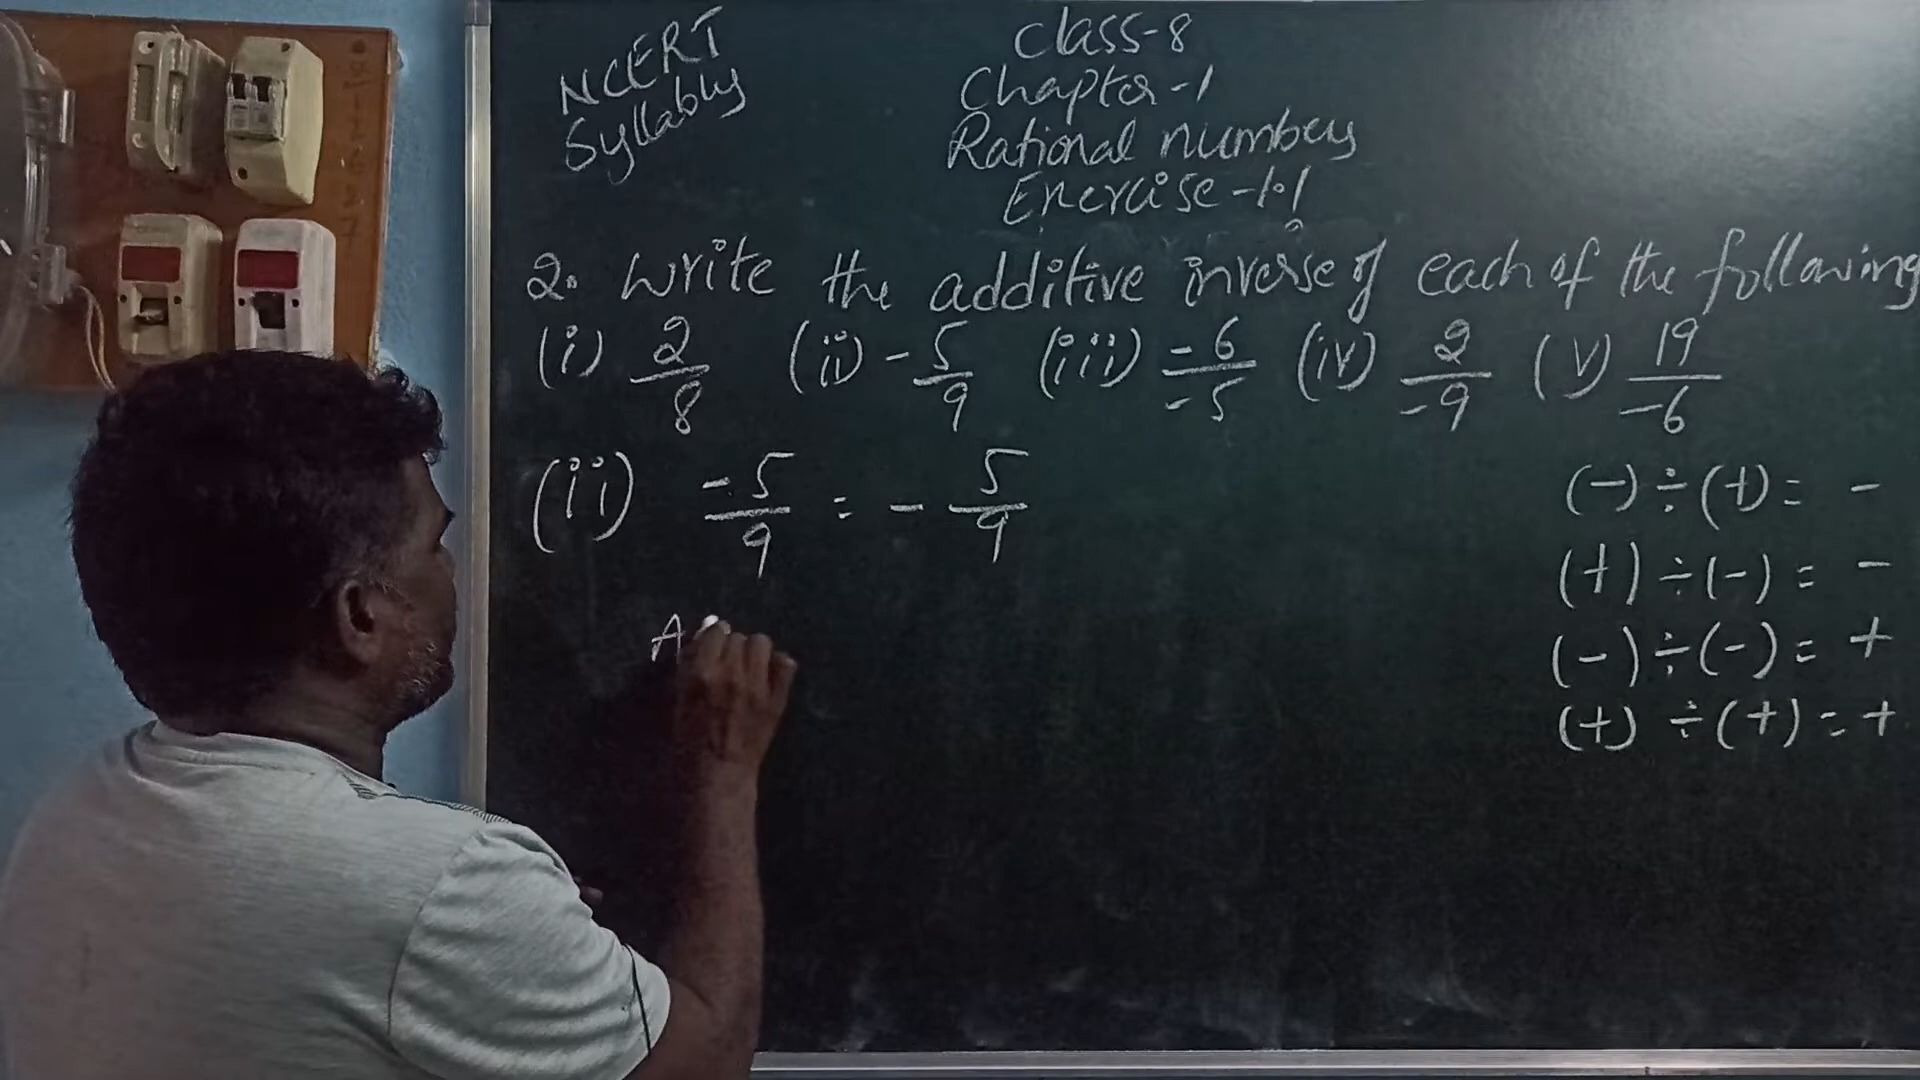 NCERT
Syllabus
Class-8
Chapter-1
Rational numbers
Exercise-1.1
2. Write the additive inverse of each of the following
(i) 2/8 (ii) -5/9 (iii) -6/-5 (iv) 2/-9 (v) 19/-6
(ii) -5/9 = -5/9
A
(-) ÷ (+) = -
(+) ÷ (-) = -
(-) ÷ (-) = +
(+) ÷ (+) = +